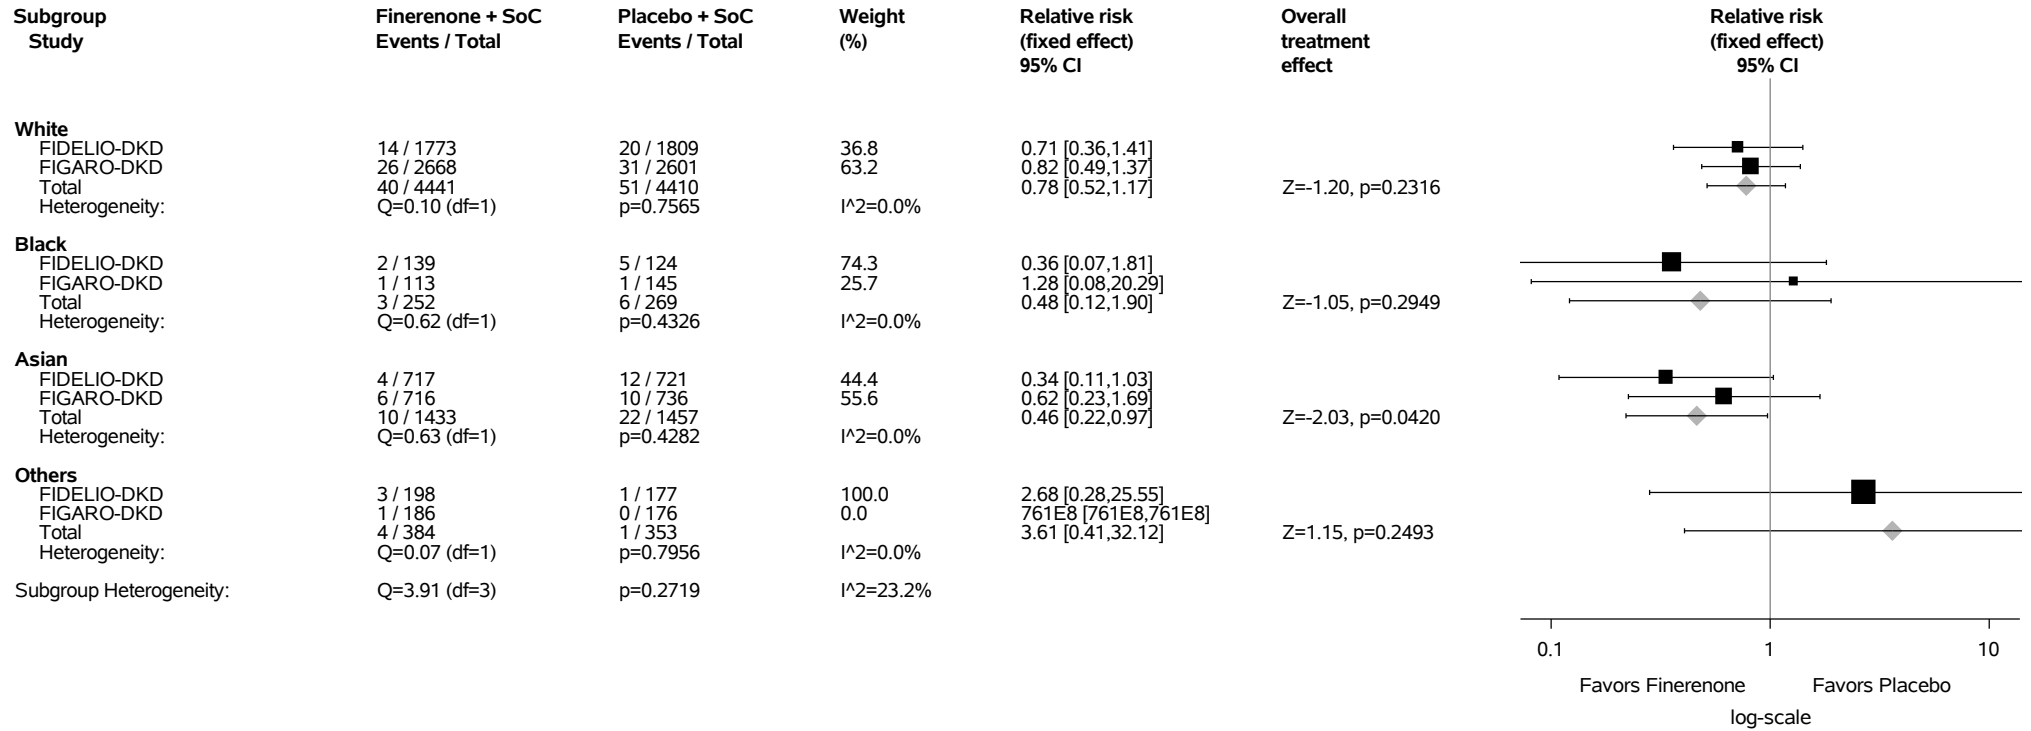 Subgroup Finerenone + SoC Placebo + SoC Weight Relative risk Overall Relative risk
Study Events / Total Events / Total (%) (fixed effect) treatment (fixed effect)
95% CI effect 95% CI
White
FIDELIO-DKD 14 / 1773 20 / 1809 36.8 0.71 [0.36,1.41]
FIGARO-DKD 26 / 2668 31 / 2601 63.2 0.82 [0.49,1.37]
Total 40 / 4441 51 / 4410 0.78 [0.52,1.17] Z=-1.20, p=0.2316
Heterogeneity: Q=0.10 (df=1) p=0.7565 I^2=0.0%
Black
FIDELIO-DKD 2 / 139 5 / 124 74.3 0.36 [0.07,1.81]
FIGARO-DKD 1 / 113 1 / 145 25.7 1.28 [0.08,20.29]
Total 3 / 252 6 / 269 0.48 [0.12,1.90] Z=-1.05, p=0.2949
Heterogeneity: Q=0.62 (df=1) p=0.4326 I^2=0.0%
Asian
FIDELIO-DKD 4 / 717 12 / 721 44.4 0.34 [0.11,1.03]
FIGARO-DKD 6 / 716 10 / 736 55.6 0.62 [0.23,1.69]
Total 10 / 1433 22 / 1457 0.46 [0.22,0.97] Z=-2.03, p=0.0420
Heterogeneity: Q=0.63 (df=1) p=0.4282 I^2=0.0%
Others
FIDELIO-DKD 3 / 198 1 / 177 100.0 2.68 [0.28,25.55]
FIGARO-DKD 1 / 186 0 / 176 0.0 761E8 [761E8,761E8]
Total 4 / 384 1 / 353 3.61 [0.41,32.12] Z=1.15, p=0.2493
Heterogeneity: Q=0.07 (df=1) p=0.7956 I^2=0.0%
Subgroup Heterogeneity: Q=3.91 (df=3) p=0.2719 I^2=23.2%
0.1 1 10
Favors Finerenone Favors Placebo
log-scale